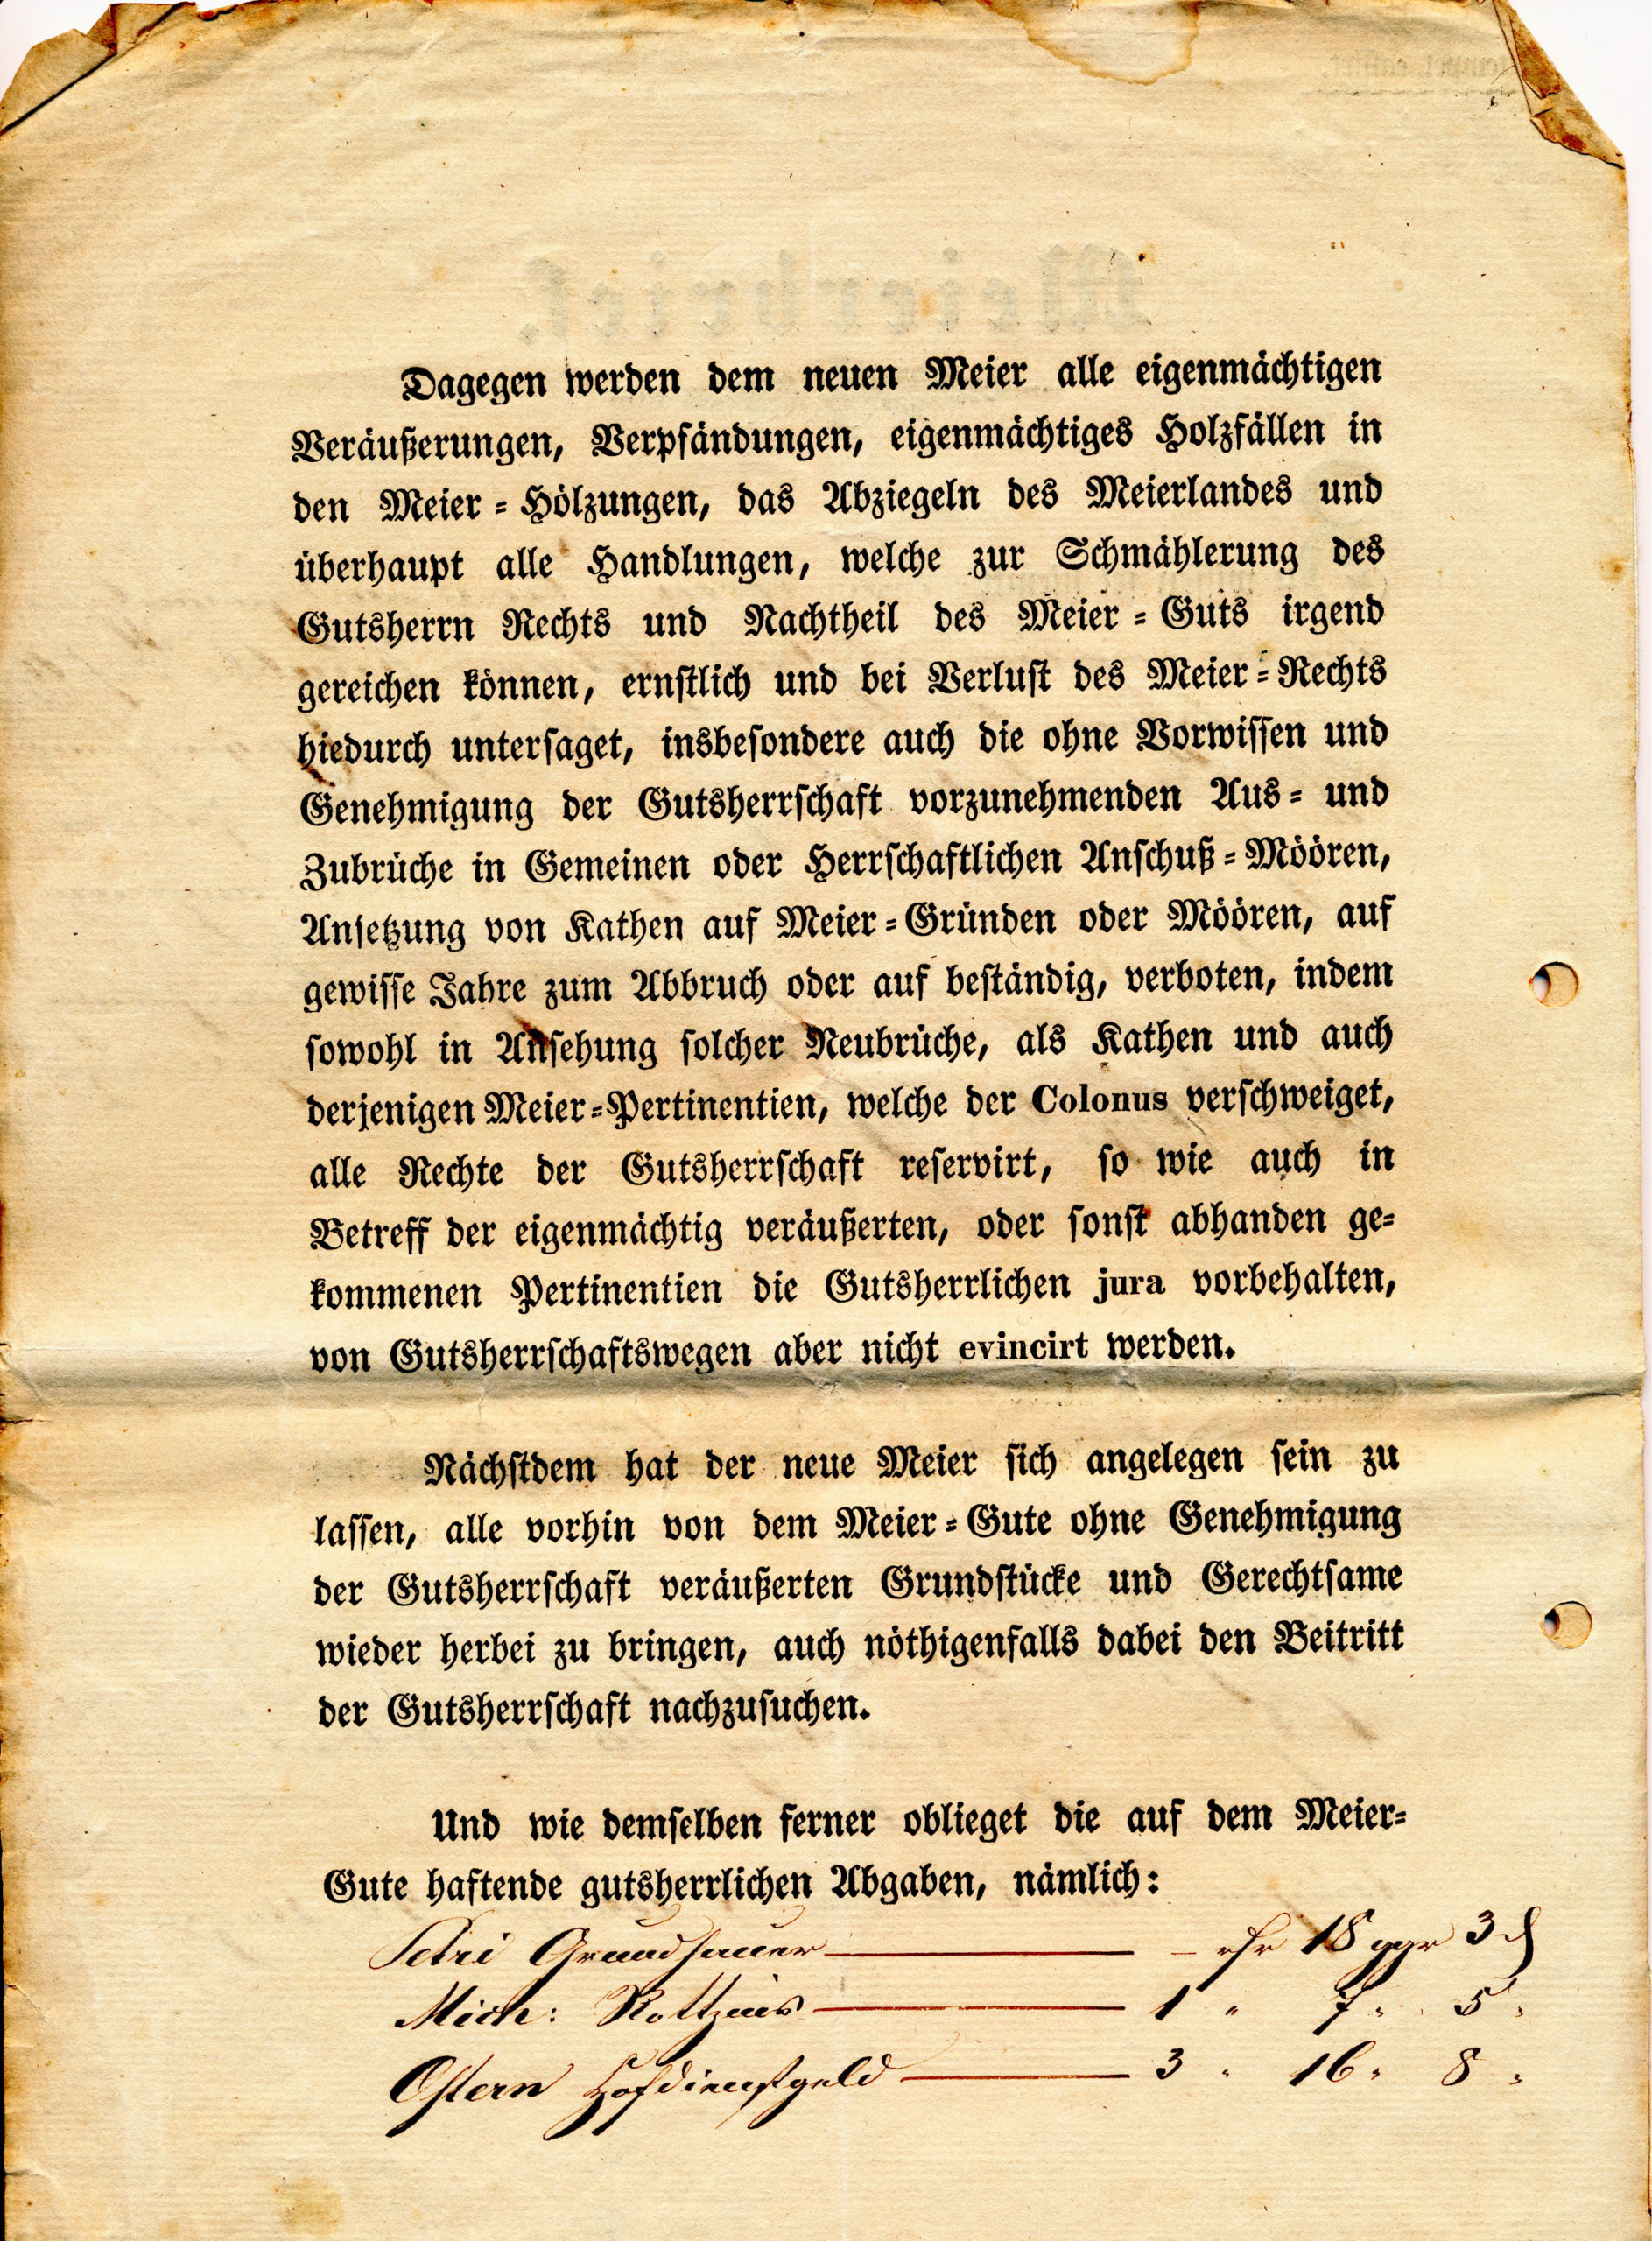 Dagegen werden dem neuen Meier alle eigenmächtigen
Veräußerungen, Verpfändungen, eigenmächtiges Holzfällen in
den Meier-Hölzungen, das Abziegeln des Meierlandes und
überhaupt alle Handlungen, welche zur Schmählerung des
Gutsherrn Rechts und Nachtheil des Meier-Guts irgend
gereichen können, ernstlich und bei Verlust des Meier-Rechts
hiedurch untersaget, insbesondere auch die ohne Vorwissen und
Genehmigung der Gutsherrschaft vorzunehmenden Aus- und
Zubrüche in Gemeinen oder Herrschaftlichen Anschuß-Möören,
Ansetzung von Kathen auf Meier-Gründen oder Möören, auf
gewisse Jahre zum Abbruch oder auf beständig, verboten, indem
sowohl in Ansehung solcher Neubrüche, als Kathen und auch
derjenigen Meier-Pertinentien, welche der Colonus verschweiget,
alle Rechte der Gutsherrschaft reservirt, so wie auch in
Betreff der eigenmächtig veräußerten, oder sonst abhanden ge-
kommenen Pertinentien die Gutsherrlichen jura vorbehalten,
von Gutsherrschaftswegen aber nicht evincirt werden.
Nächstdem hat der neue Meier sich angelegen sein zu
lassen, alle vorhin von dem Meier-Gute ohne Genehmigung
der Gutsherrschaft veräußerten Grundstücke und Gerechtsame
wieder herbei zu bringen, auch nöthigenfalls dabei den Beitritt
der Gutsherrschaft nachzusuchen.
Und wie demselben ferner oblieget die auf dem Meier-
Gute haftende gutsherrlichen Abgaben, nämlich:
Petri Grundhauer — rthr 18 ggr 3 ₰
Mich: Rottzins 1 " 7 " 5 "
Ostern Hofdienstgeld 3 " 16 " 8 "